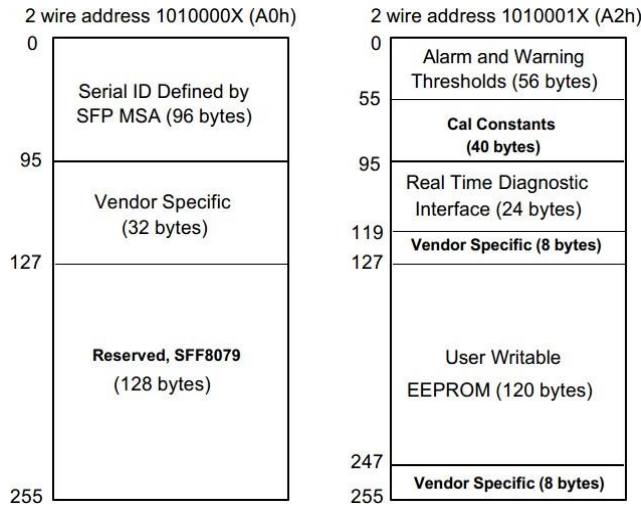 2 wire address 1010000X (A0h)
0
Serial ID Defined by
SFP MSA (96 bytes)
95
Vendor Specific
(32 bytes)
127
Reserved, SFF8079
(128 bytes)
255
2 wire address 1010001X (A2h)
0
Alarm and Warning
Thresholds (56 bytes)
55
Cal Constants
(40 bytes)
95
Real Time Diagnostic
Interface (24 bytes)
119
Vendor Specific (8 bytes)
127
User Writable
EEPROM (120 bytes)
247
Vendor Specific (8 bytes)
255